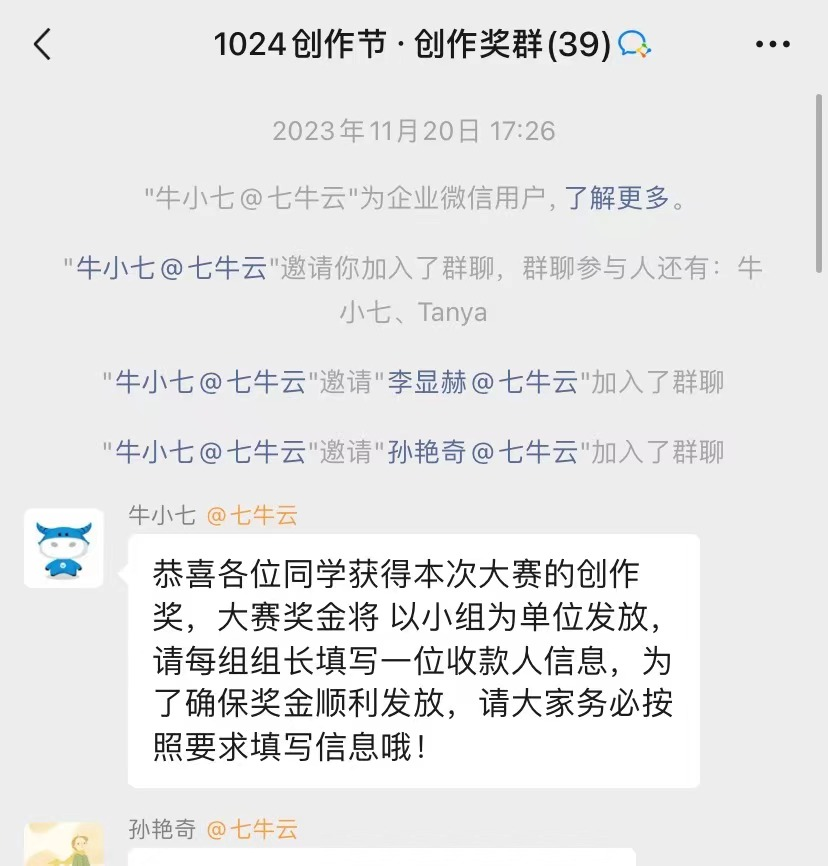 1024创作节 · 创作奖群(39)
2023年11月20日 17:26
"牛小七@七牛云"为企业微信用户，了解更多。
"牛小七@七牛云"邀请你加入了群聊，群聊参与人还有：牛
小七、Tanya
"牛小七@七牛云"邀请"李显赫@七牛云"加入了群聊
"牛小七@七牛云"邀请"孙艳奇@七牛云"加入了群聊
牛小七 @七牛云
恭喜各位同学获得本次大赛的创作
奖，大赛奖金将 以小组为单位发放，
请每组组长填写一位收款人信息，为
了确保奖金顺利发放，请大家务必按
照要求填写信息哦！
孙艳奇 @七牛云